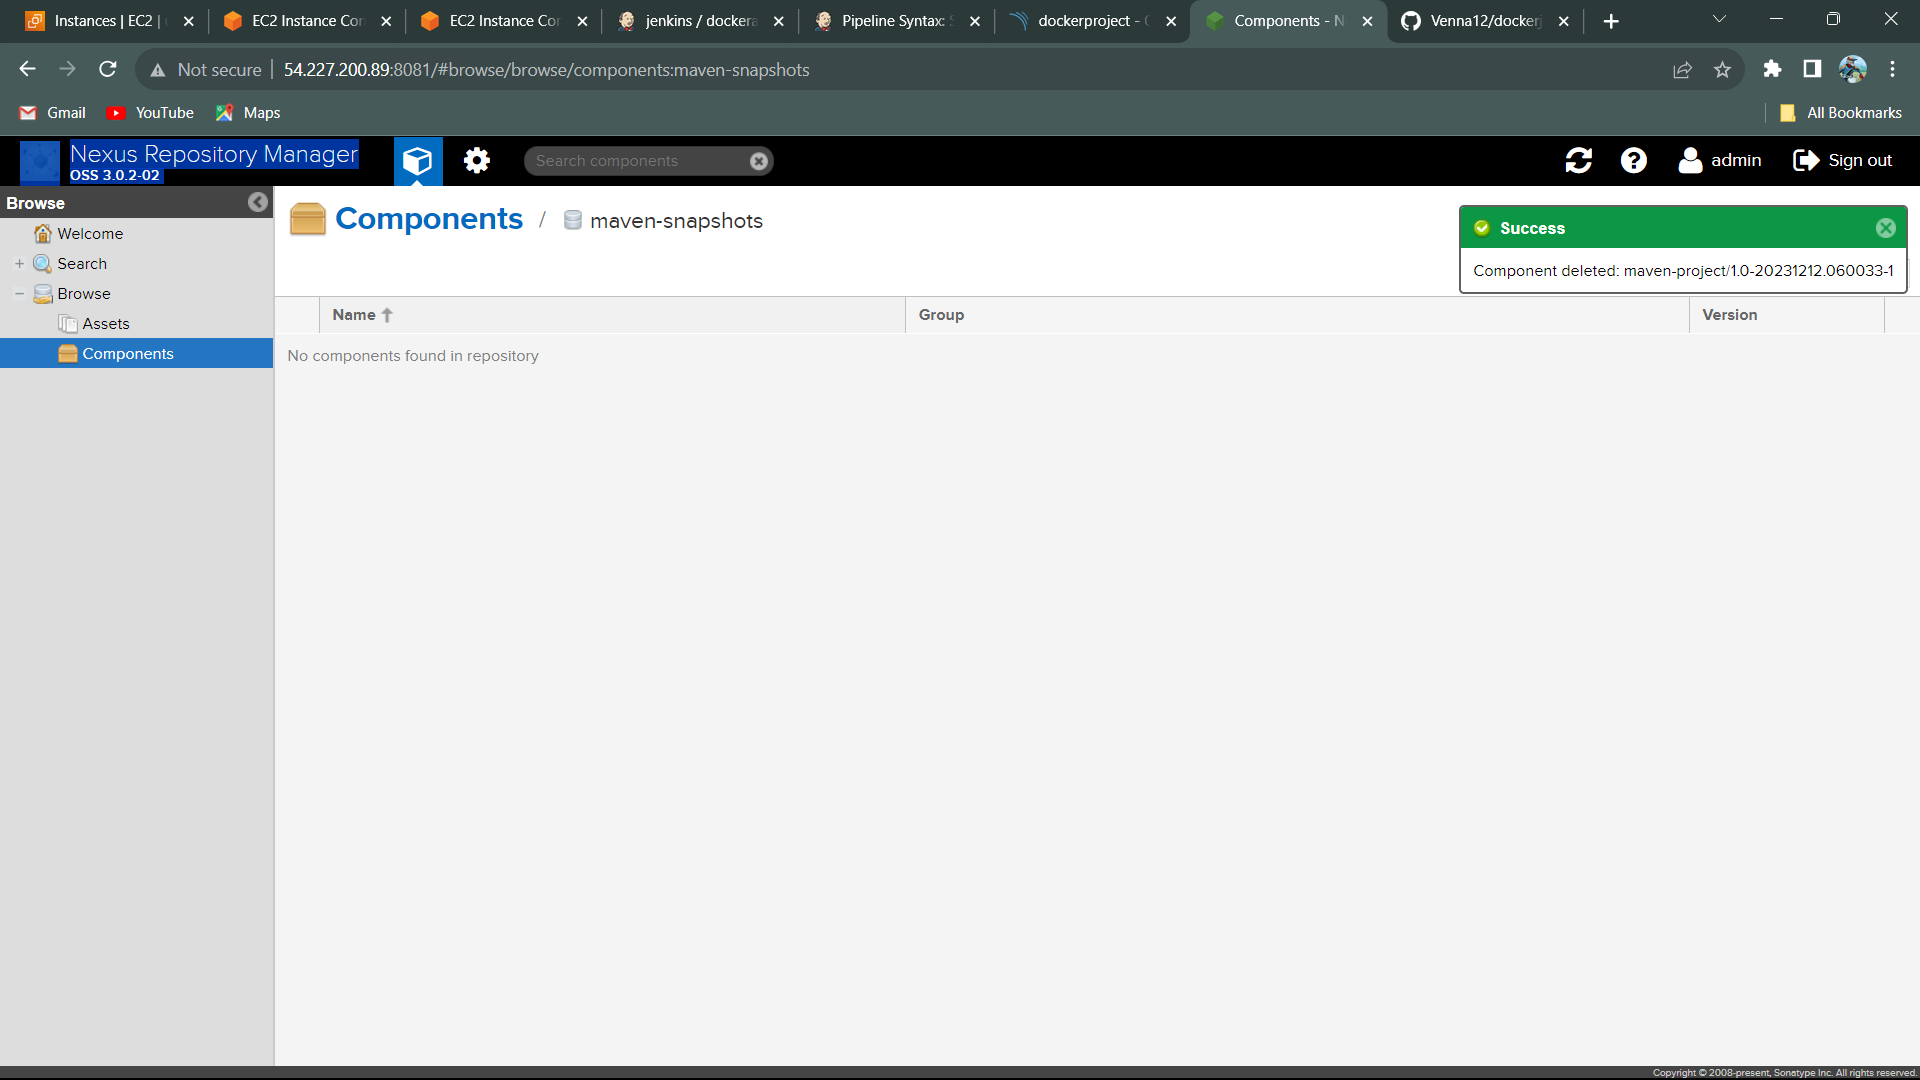 Instances | EC2 |
EC2 Instance Con
EC2 Instance Con
jenkins / dockera
Pipeline Syntax: S
dockerproject -
Components - N
Venna12/dockerj
Not secure
54.227.200.89:8081/#browse/browse/components:maven-snapshots
Gmail
YouTube
Maps
All Bookmarks
Nexus Repository Manager
OSS 3.0.2-02
Search components
admin
Sign out
Browse
Welcome
Search
Browse
Assets
Components
Components / maven-snapshots
Success
Component deleted: maven-project/1.0-20231212.060033-1
Name
Group
Version
No components found in repository
Copyright © 2008-present, Sonatype Inc. All rights reserved.